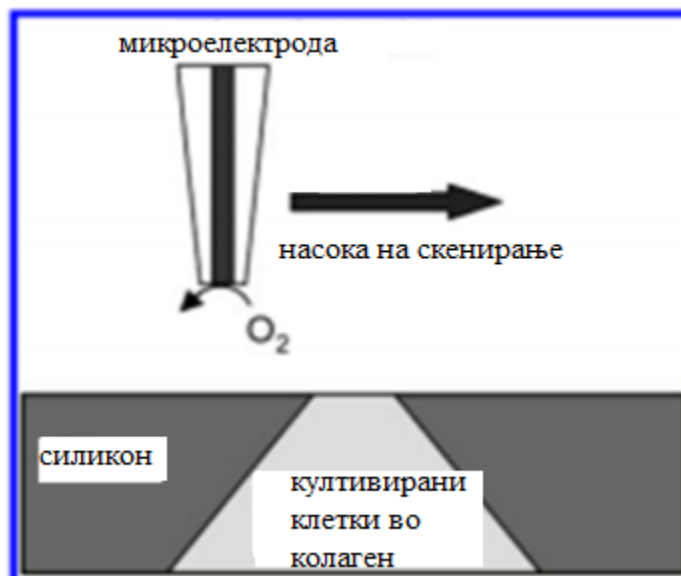 микроелектрода
насока на скенирање
O₂
силикон
култивирани
клетки во
колаген